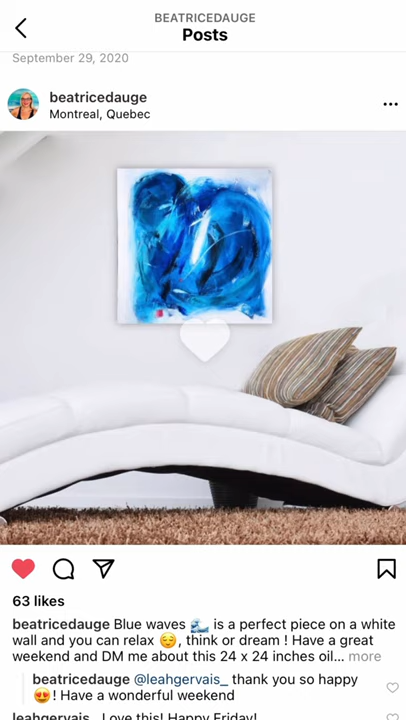 BEATRICEDAUGE
Posts
September 29, 2020
beatricedauge
Montreal, Quebec
63 likes
beatricedauge Blue waves 🌊 is a perfect piece on a white
wall and you can relax 😌, think or dream ! Have a great
weekend and DM me about this 24 x 24 inches oil... more
beatricedauge @leahgervais_ thank you so happy
😍! Have a wonderful weekend
leahgervais_ Love this! Happy Friday!